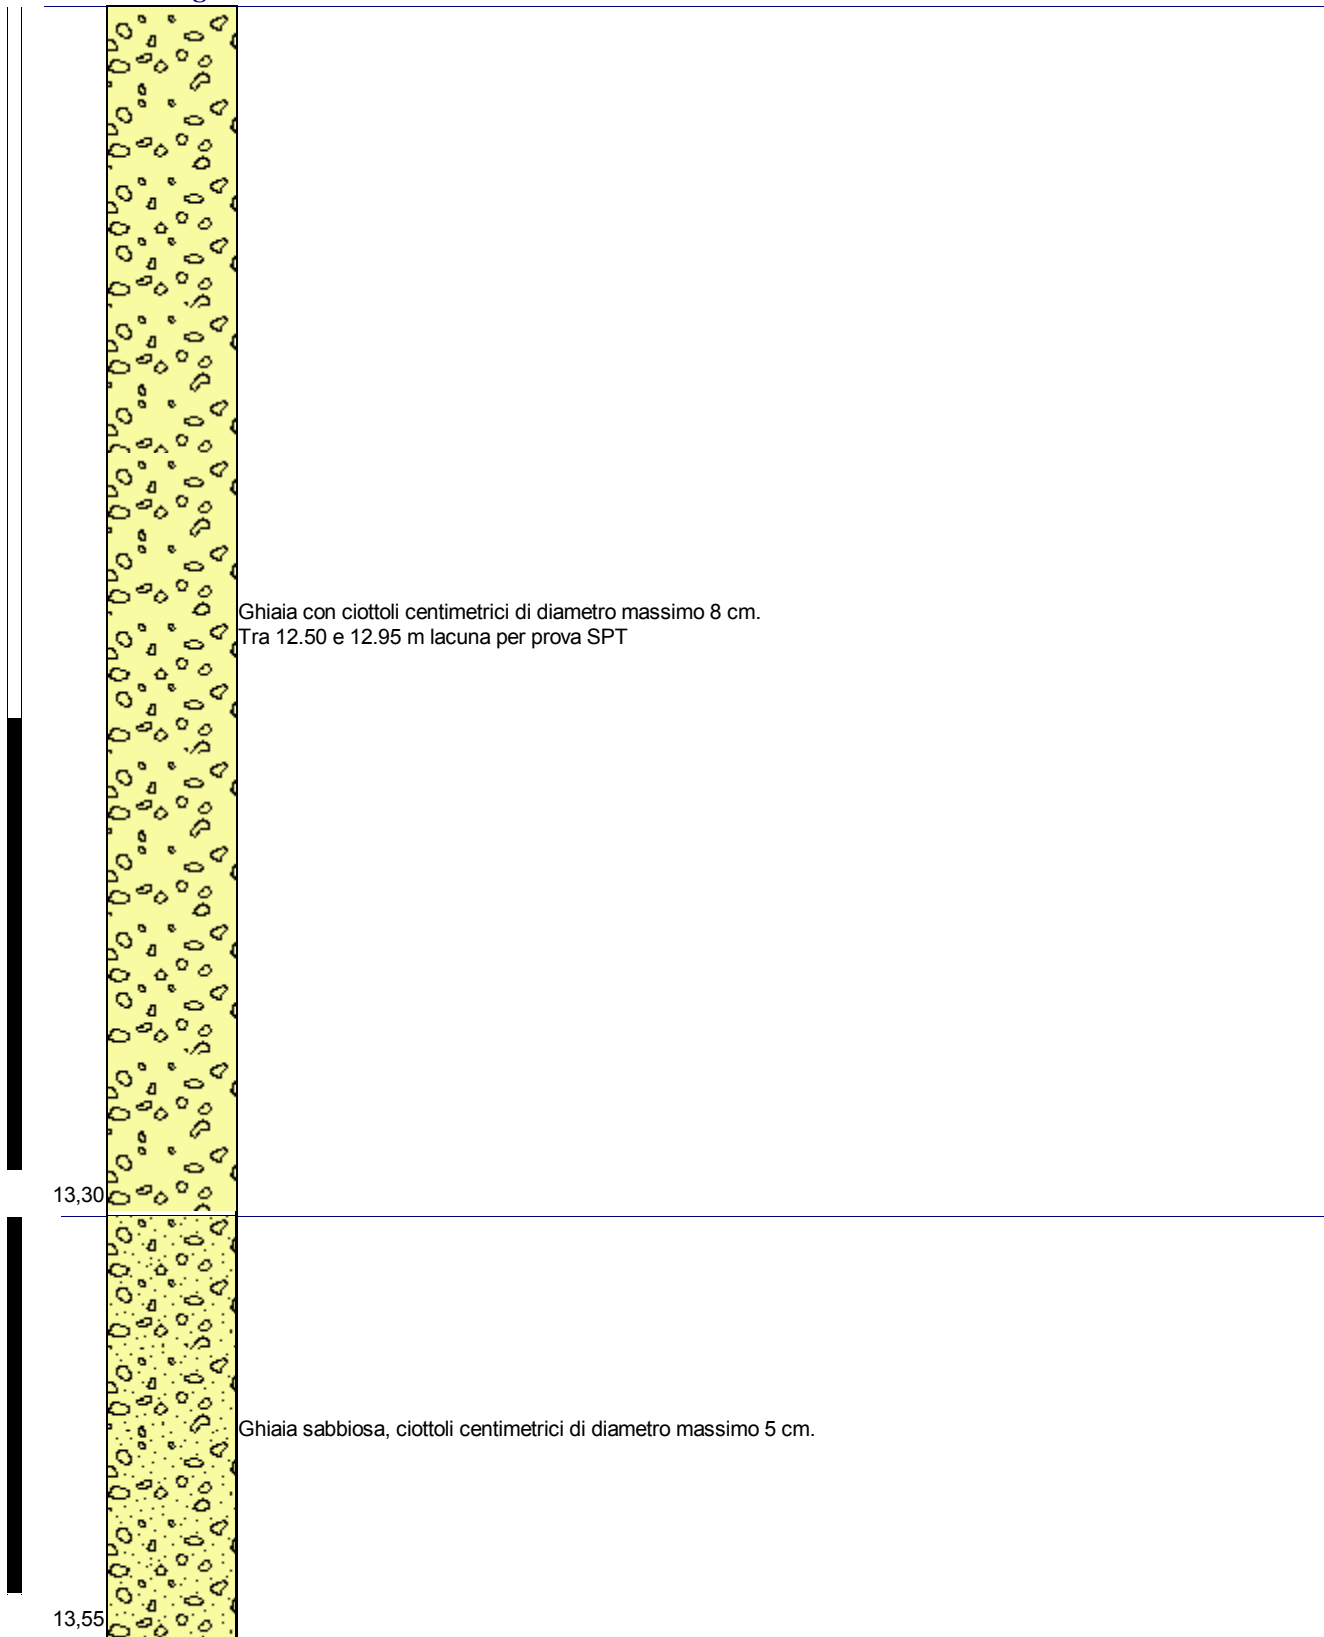 Ghiaia con ciottoli centimetrici di diametro massimo 8 cm.
Tra 12.50 e 12.95 m lacuna per prova SPT
13,30
Ghiaia sabbiosa, ciottoli centimetrici di diametro massimo 5 cm.
13,55